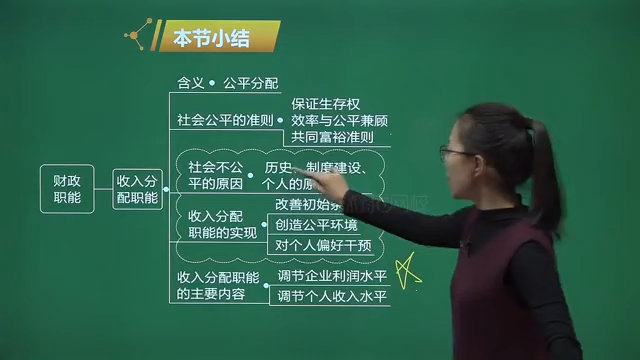 本节小结
含义
公平分配
社会公平的准则
保证生存权
效率与公平兼顾
共同富裕准则
财政
职能
收入分
配职能
社会不公
平的原因
历史、制度建设、
个人的原
收入分配
职能的实现
改善初始条
创造公平环境
对个人偏好干预
收入分配职能
的主要内容
调节企业利润水平
调节个人收入水平